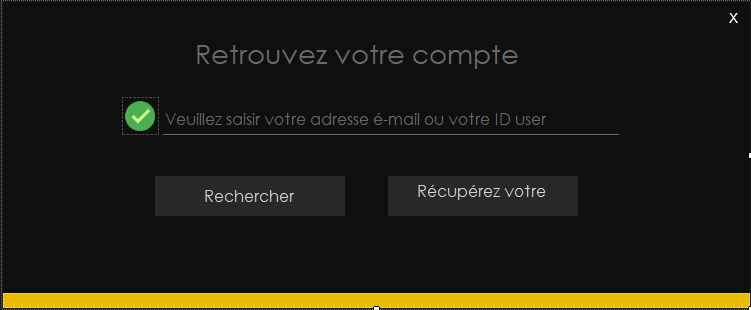 X
Retrouvez votre compte
Veuillez saisir votre adresse é-mail ou votre ID user
Rechercher
Récupérez votre